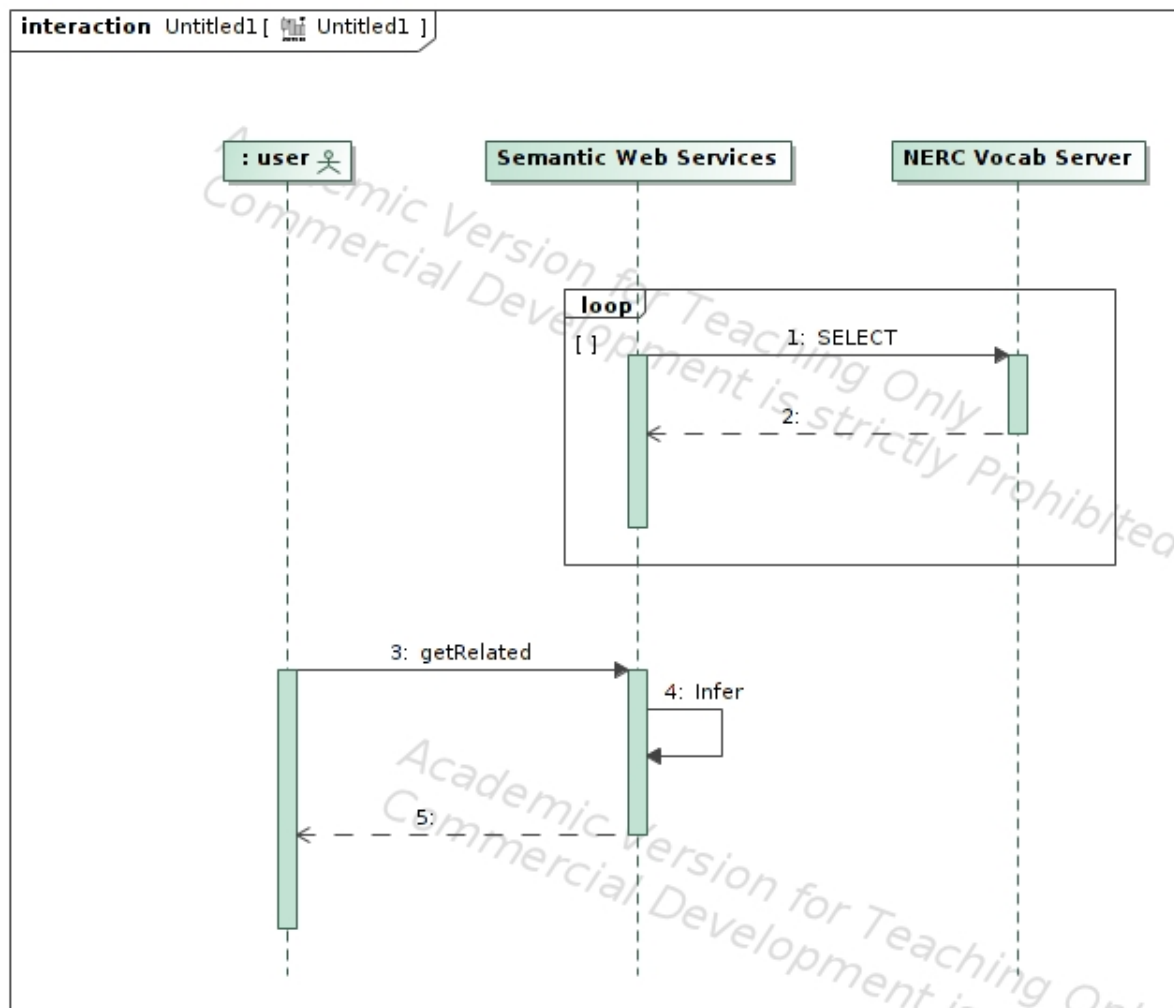 interaction Untitled1 [ Untitled1 ]
: user
Semantic Web Services
NERC Vocab Server
Academic Version for Teaching Only
Commercial Development is strictly Prohibited
loop
[ ]
1: SELECT
2:
3: getRelated
4: Infer
5:
Academic Version for Teaching Only
Commercial Development is